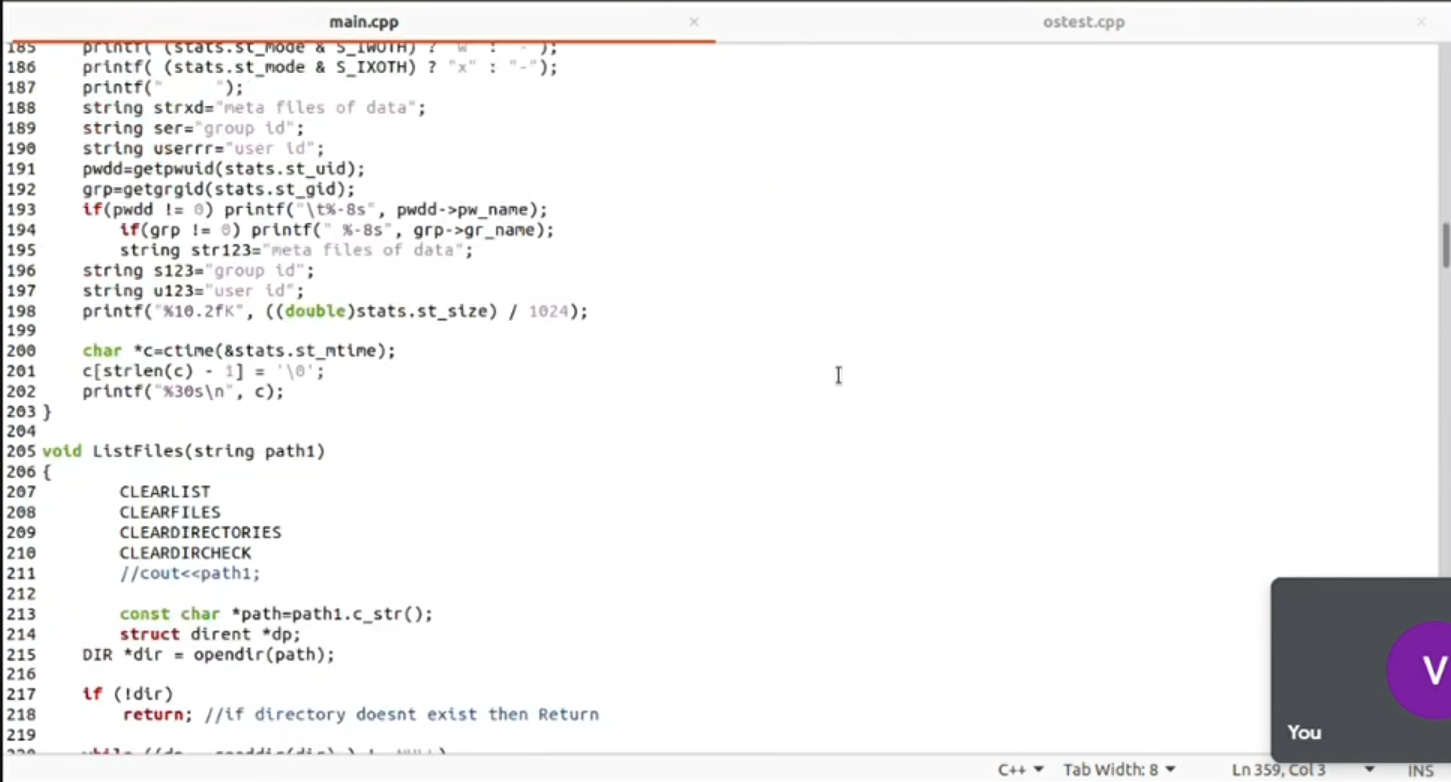 main.cpp × ostest.cpp ×
185 printf( (stats.st_mode & S_IWOTH) ? "w" : "-");
186 printf( (stats.st_mode & S_IXOTH) ? "x" : "-");
187 printf("      ");
188 string strxd="meta files of data";
189 string ser="group id";
190 string userrr="user id";
191 pwdd=getpwuid(stats.st_uid);
192 grp=getgrgid(stats.st_gid);
193 if(pwdd != 0) printf("\t%-8s", pwdd->pw_name);
194 if(grp != 0) printf(" %-8s", grp->gr_name);
195 string str123="meta files of data";
196 string s123="group id";
197 string u123="user id";
198 printf("%10.2fK", ((double)stats.st_size) / 1024);
199
200 char *c=ctime(&stats.st_mtime);
201 c[strlen(c) - 1] = '\0';
202 printf("%30s\n", c);
203 }
204
205 void ListFiles(string path1)
206 {
207 CLEARLIST
208 CLEARFILES
209 CLEARDIRECTORIES
210 CLEARDIRCHECK
211 //cout<<path1;
212
213 const char *path=path1.c_str();
214 struct dirent *dp;
215 DIR *dir = opendir(path);
216
217 if (!dir)
218 return; //if directory doesnt exist then Return
219
220 while ((dp = readdir(dir) ) != NULL)
V
You
C++ Tab Width: 8 Ln 359, Col 3 INS